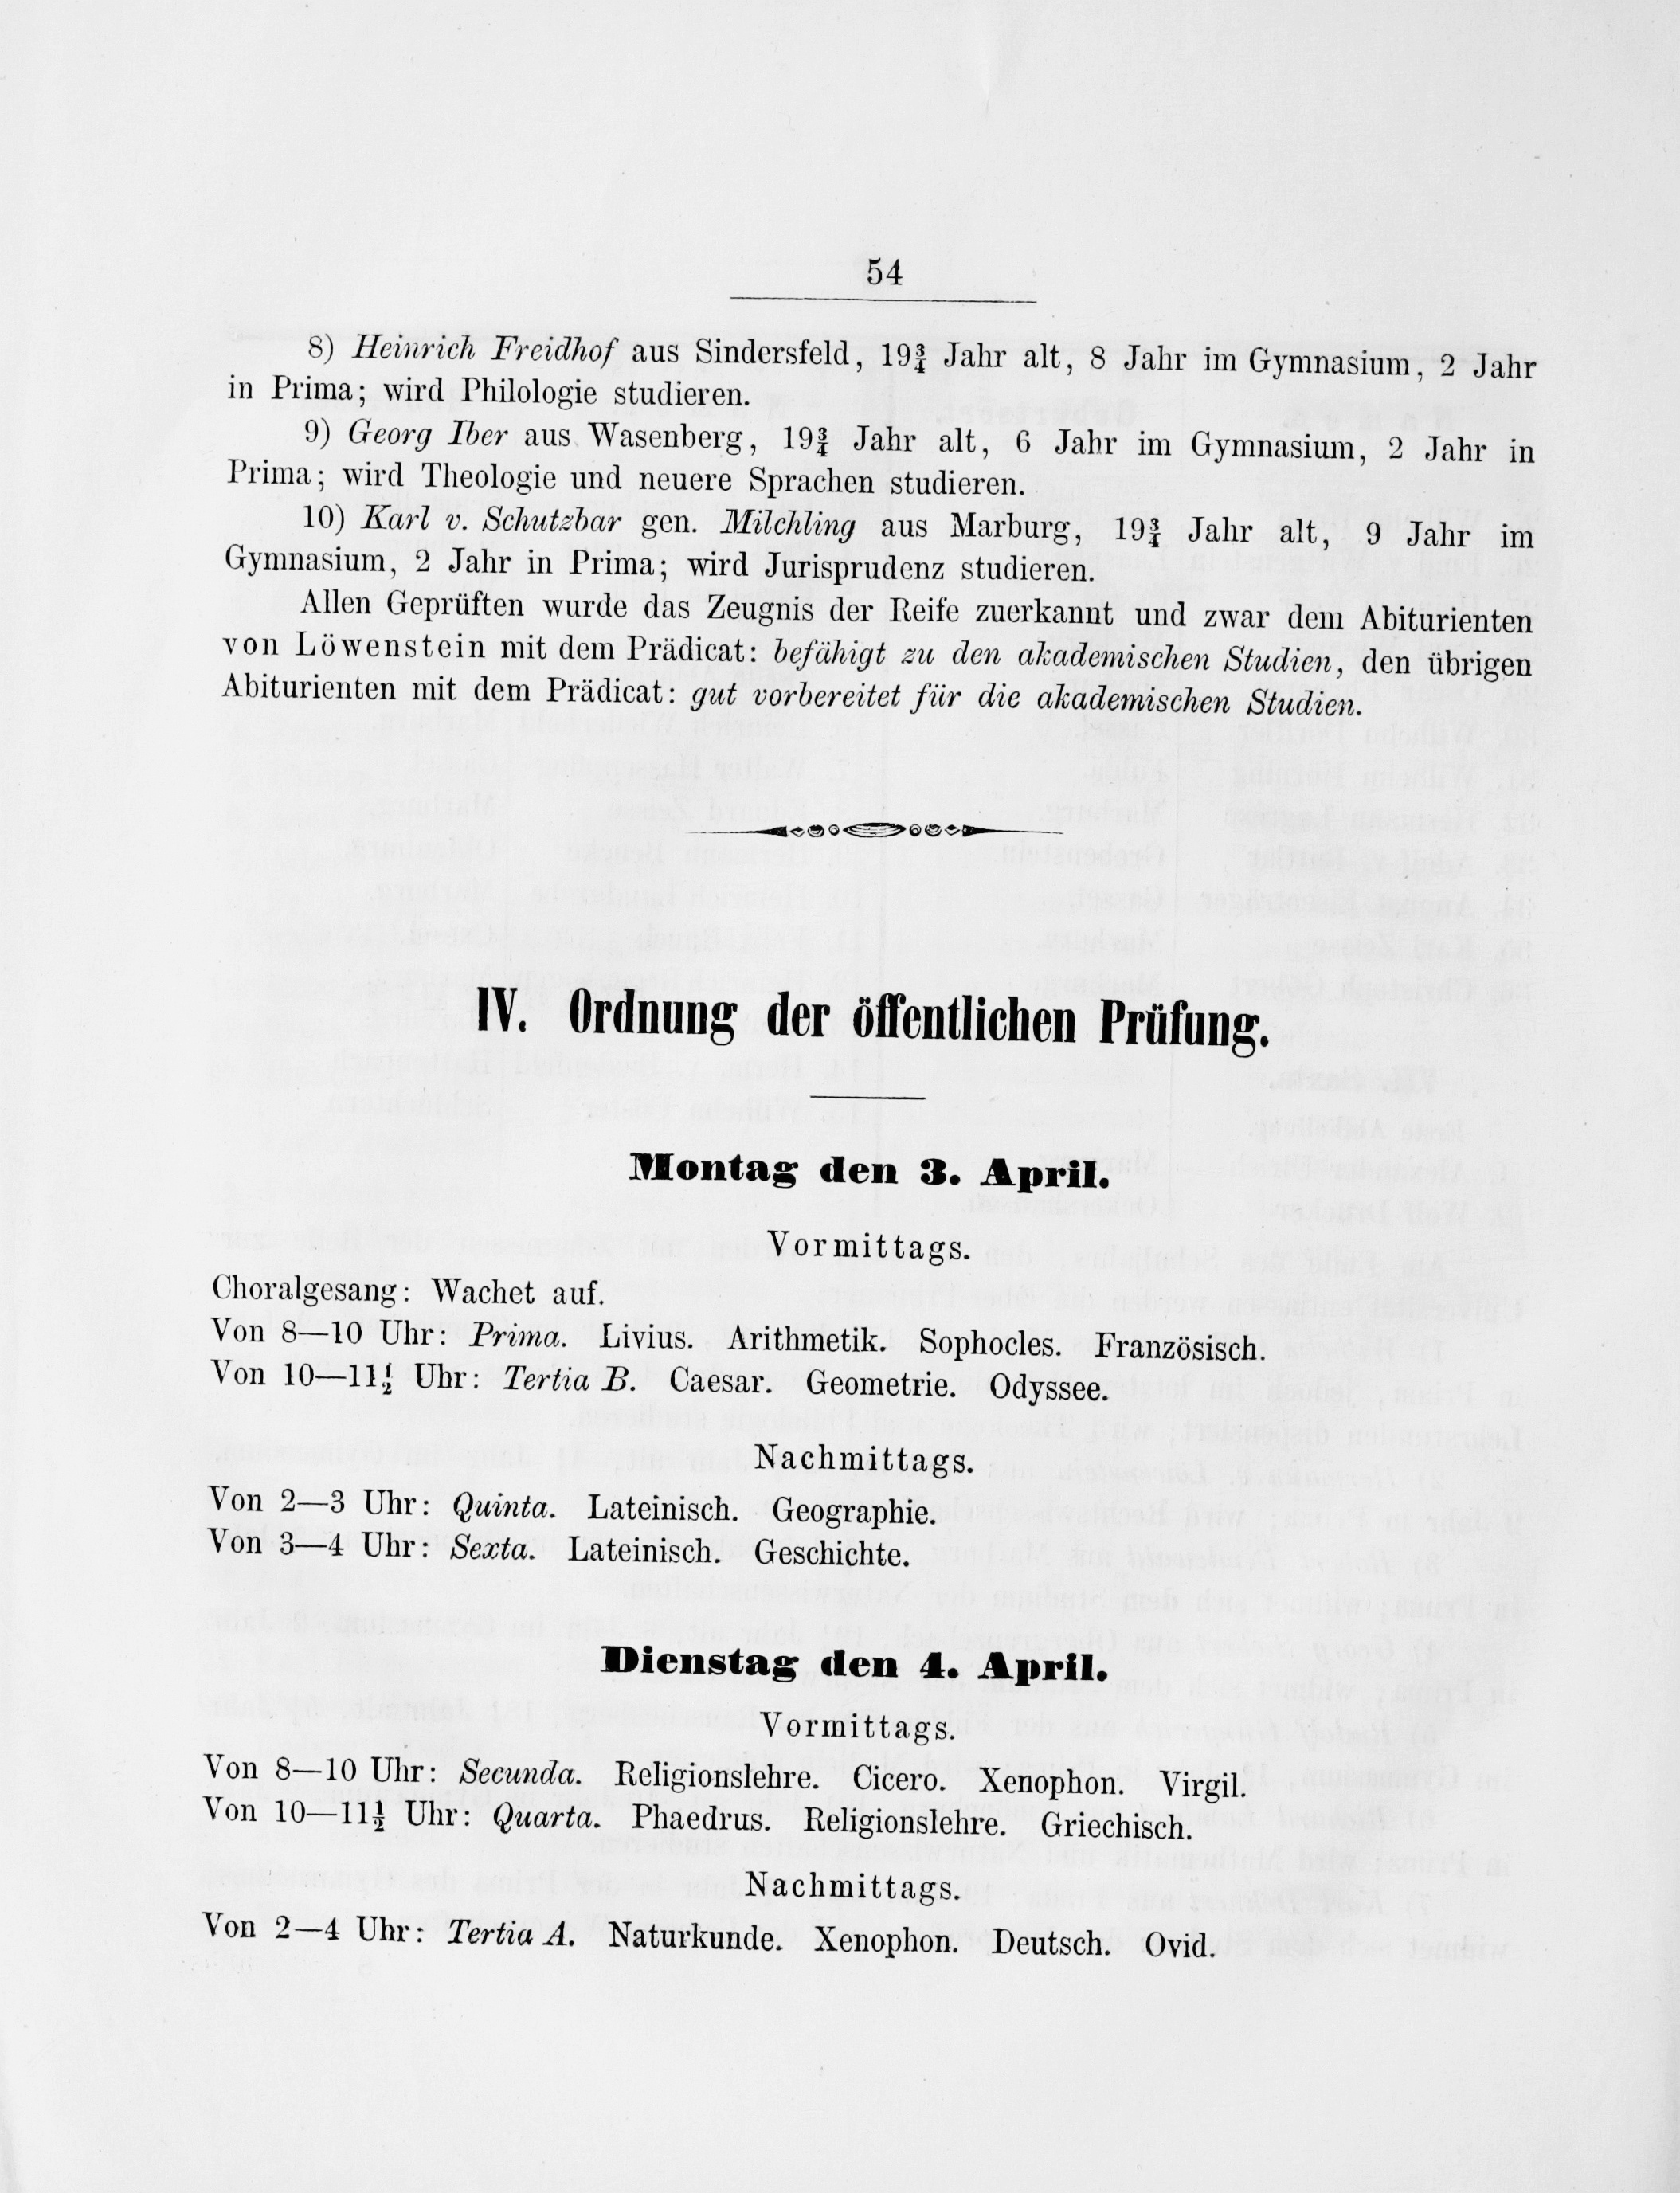 54
8) Heinrich Freidhof aus Sindersfeld, 19¾ Jahr alt, 8 Jahr im Gymnasium, 2 Jahr
in Prima; wird Philologie studieren.
9) Georg Iber aus Wasenberg, 19¾ Jahr alt, 6 Jahr im Gymnasium, 2 Jahr in
Prima; wird Theologie und neuere Sprachen studieren.
10) Karl v. Schutzbar gen. Milchling aus Marburg, 19¾ Jahr alt, 9 Jahr im
Gymnasium, 2 Jahr in Prima; wird Jurisprudenz studieren.
Allen Geprüften wurde das Zeugnis der Reife zuerkannt und zwar dem Abiturienten
von Löwenstein mit dem Prädicat: befähigt zu den akademischen Studien, den übrigen
Abiturienten mit dem Prädicat: gut vorbereitet für die akademischen Studien.
IV. Ordnung der öffentlichen Prüfung.
Montag den 3. April.
Vormittags.
Choralgesang: Wachet auf.
Von 8—10 Uhr: Prima. Livius. Arithmetik. Sophocles. Französisch.
Von 10—11½ Uhr: Tertia B. Caesar. Geometrie. Odyssee.
Nachmittags.
Von 2—3 Uhr: Quinta. Lateinisch. Geographie.
Von 3—4 Uhr: Sexta. Lateinisch. Geschichte.
Dienstag den 4. April.
Vormittags.
Von 8—10 Uhr: Secunda. Religionslehre. Cicero. Xenophon. Virgil.
Von 10—11½ Uhr: Quarta. Phaedrus. Religionslehre. Griechisch.
Nachmittags.
Von 2—4 Uhr: Tertia A. Naturkunde. Xenophon. Deutsch. Ovid.